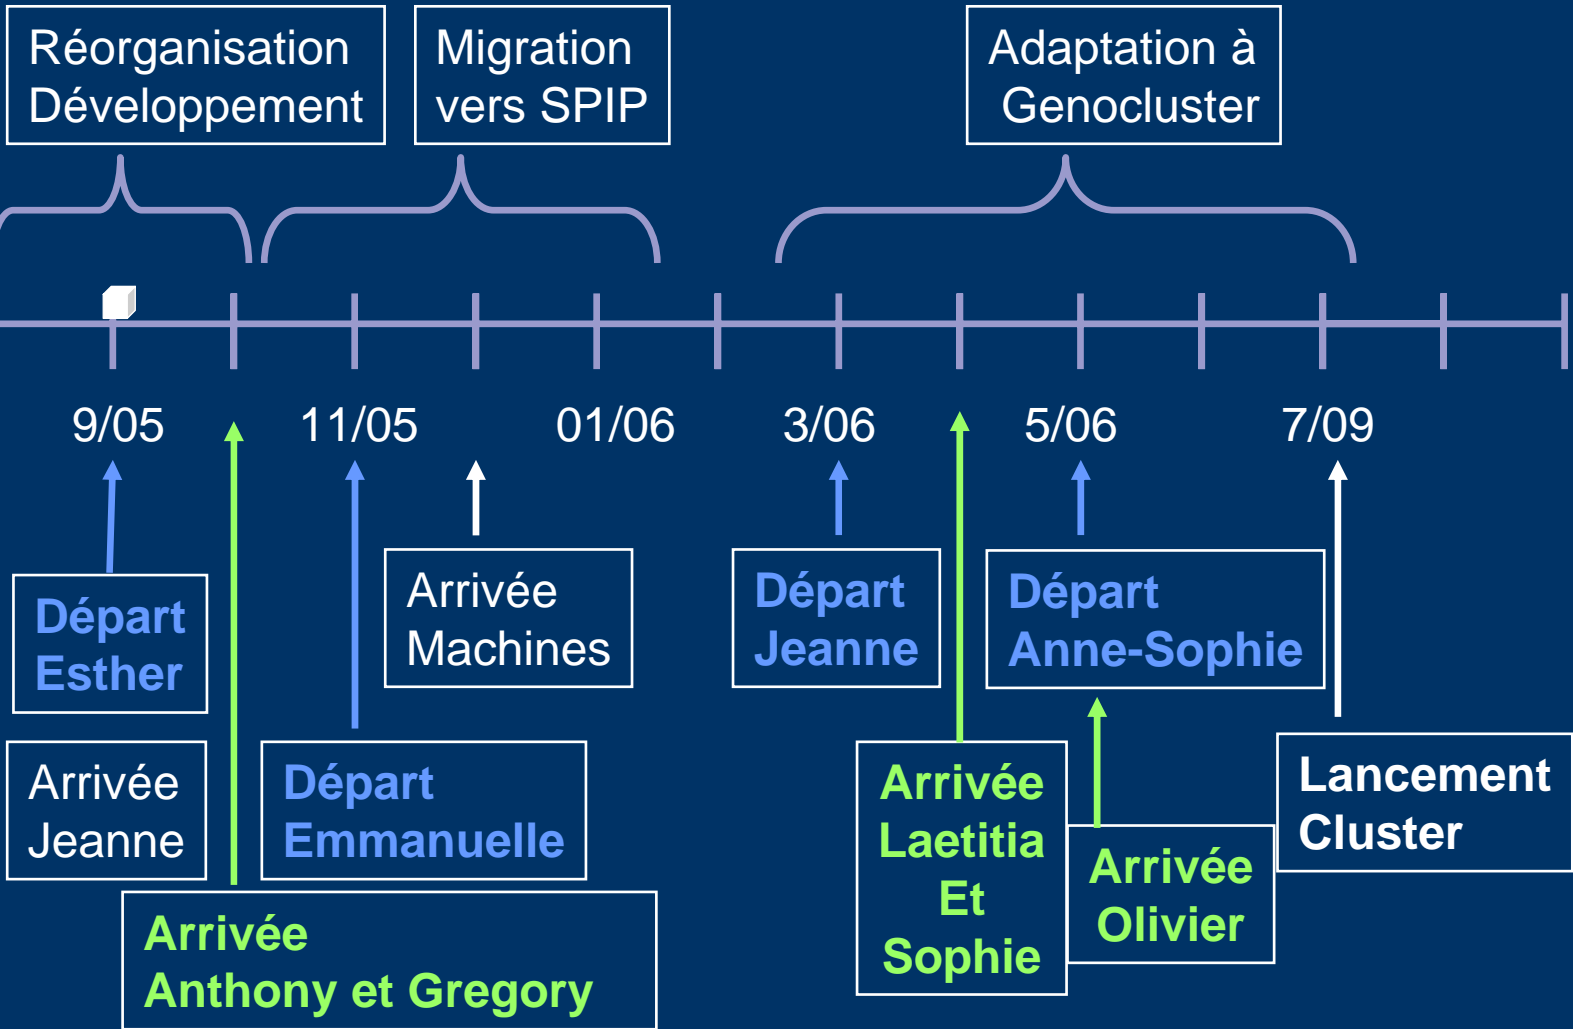 Réorganisation
Développement
Migration
vers SPIP
Adaptation à
Genocluster
9/05
11/05
01/06
3/06
5/06
7/09
Départ
Esther
Arrivée
Machines
Départ
Jeanne
Départ
Anne-Sophie
Arrivée
Jeanne
Départ
Emmanuelle
Arrivée
Laetitia
Et
Sophie
Arrivée
Olivier
Lancement
Cluster
Arrivée
Anthony et Gregory